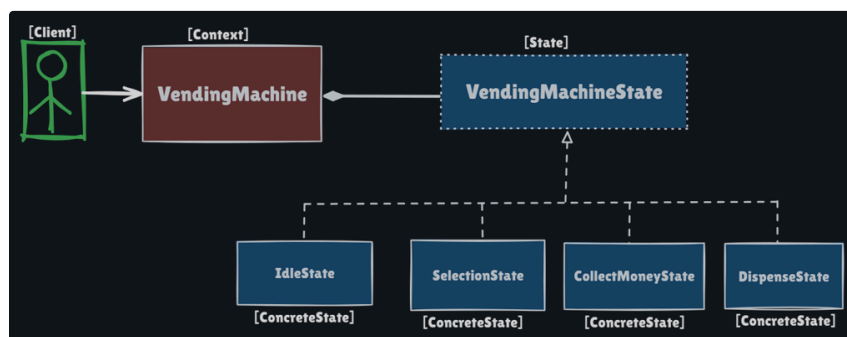 [Client]
[Context]
[State]
VendingMachine
VendingMachineState
IdleState
SelectionState
CollectMoneyState
DispenseState
[ConcreteState]
[ConcreteState]
[ConcreteState]
[ConcreteState]